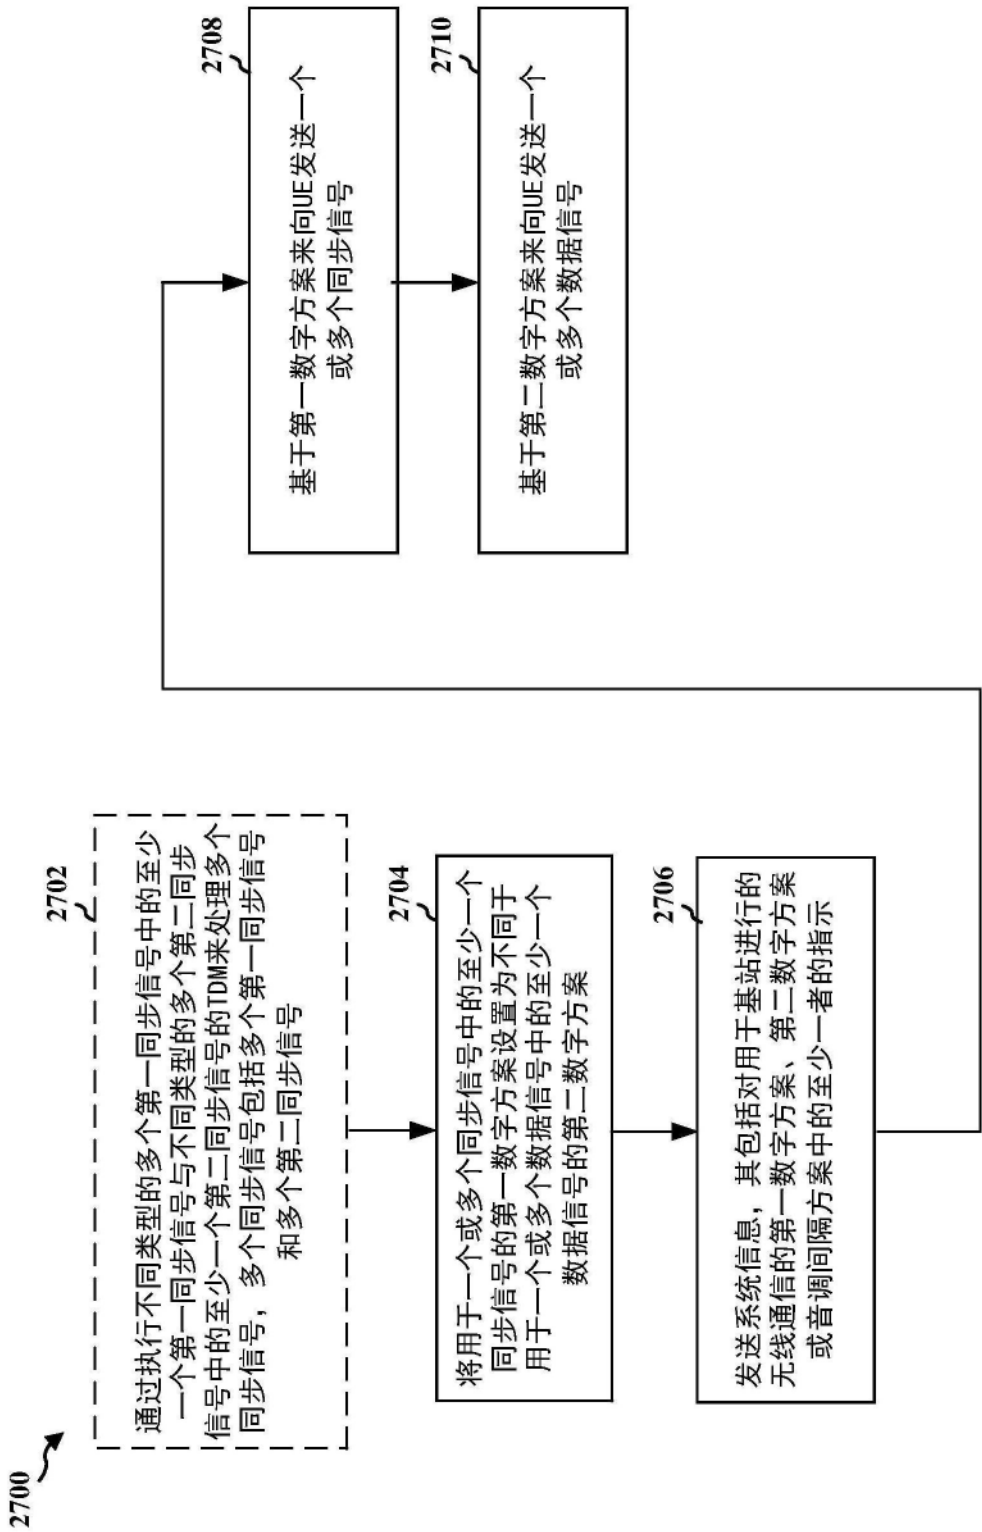 2700
2702
通过执行不同类型的多个第一同步信号中的至少
一个第一同步信号与不同类型的多个第二同步
信号中的至少一个第二同步信号的TDM来处理多个
同步信号，多个同步信号包括多个第一同步信号
和多个第二同步信号
2704
将用于一个或多个同步信号中的至少一个
同步信号的第一数字方案设置为不同于
用于一个或多个数据信号中的至少一个
数据信号的第二数字方案
2706
发送系统信息，其包括对用于基站进行的
无线通信的第一数字方案、第二数字方案
或音调间隔方案中的至少一者的指示
2708
基于第一数字方案来向UE发送一个
或多个同步信号
2710
基于第二数字方案来向UE发送一个
或多个数据信号